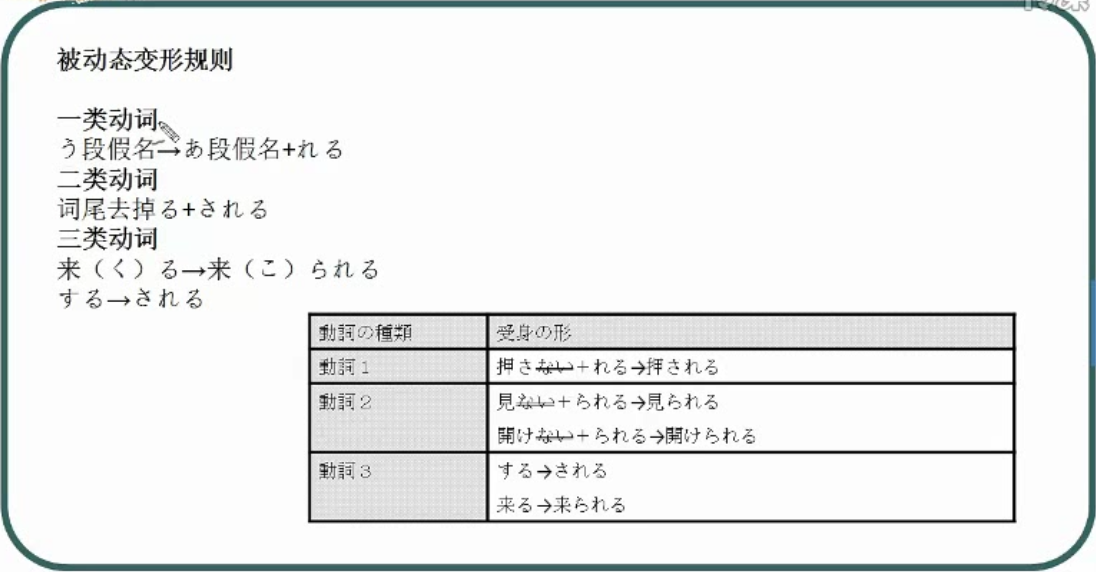 被动态变形规则
一类动词
う段假名→あ段假名+れる
二类动词
词尾去掉る+される
三类动词
来（く）る→来（こ）られる
する→される
動詞の種類 受身の形
動詞１ 押さない＋れる→押される
動詞２ 見ない＋られる→見られる
開けない＋られる→開けられる
動詞３ する→される
来る→来られる